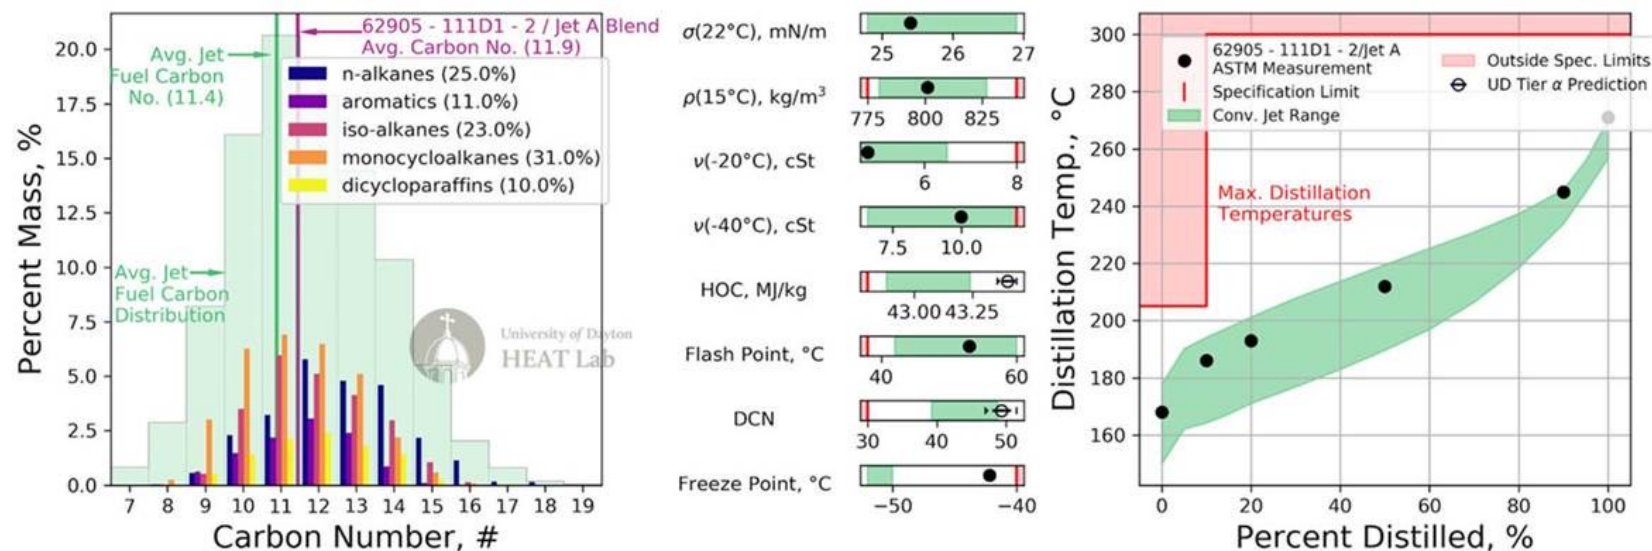 62905 - 111D1 - 2 / Jet A Blend
Avg. Carbon No. (11.9)
Avg. Jet
Fuel Carbon
No. (11.4)
n-alkanes (25.0%)
aromatics (11.0%)
iso-alkanes (23.0%)
monocycloalkanes (31.0%)
dicycloparaffins (10.0%)
Avg. Jet
Fuel Carbon
Distribution
University of Dayton
HEAT Lab
Percent Mass, %
20.0
17.5
15.0
12.5
10.0
7.5
5.0
2.5
0.0
7 8 9 10 11 12 13 14 15 16 17 18 19
Carbon Number, #
σ(22°C), mN/m
25 26 27
ρ(15°C), kg/m³
775 800 825
ν(-20°C), cSt
6 8
ν(-40°C), cSt
7.5 10.0
HOC, MJ/kg
43.00 43.25
Flash Point, °C
40 60
DCN
30 40 50
Freeze Point, °C
−50 −40
Distillation Temp., °C
300
280
260
240
220
200
180
160
62905 - 111D1 - 2/Jet A
ASTM Measurement
Specification Limit
Conv. Jet Range
Outside Spec. Limits
UD Tier α Prediction
Max. Distillation
Temperatures
0 20 40 60 80 100
Percent Distilled, %